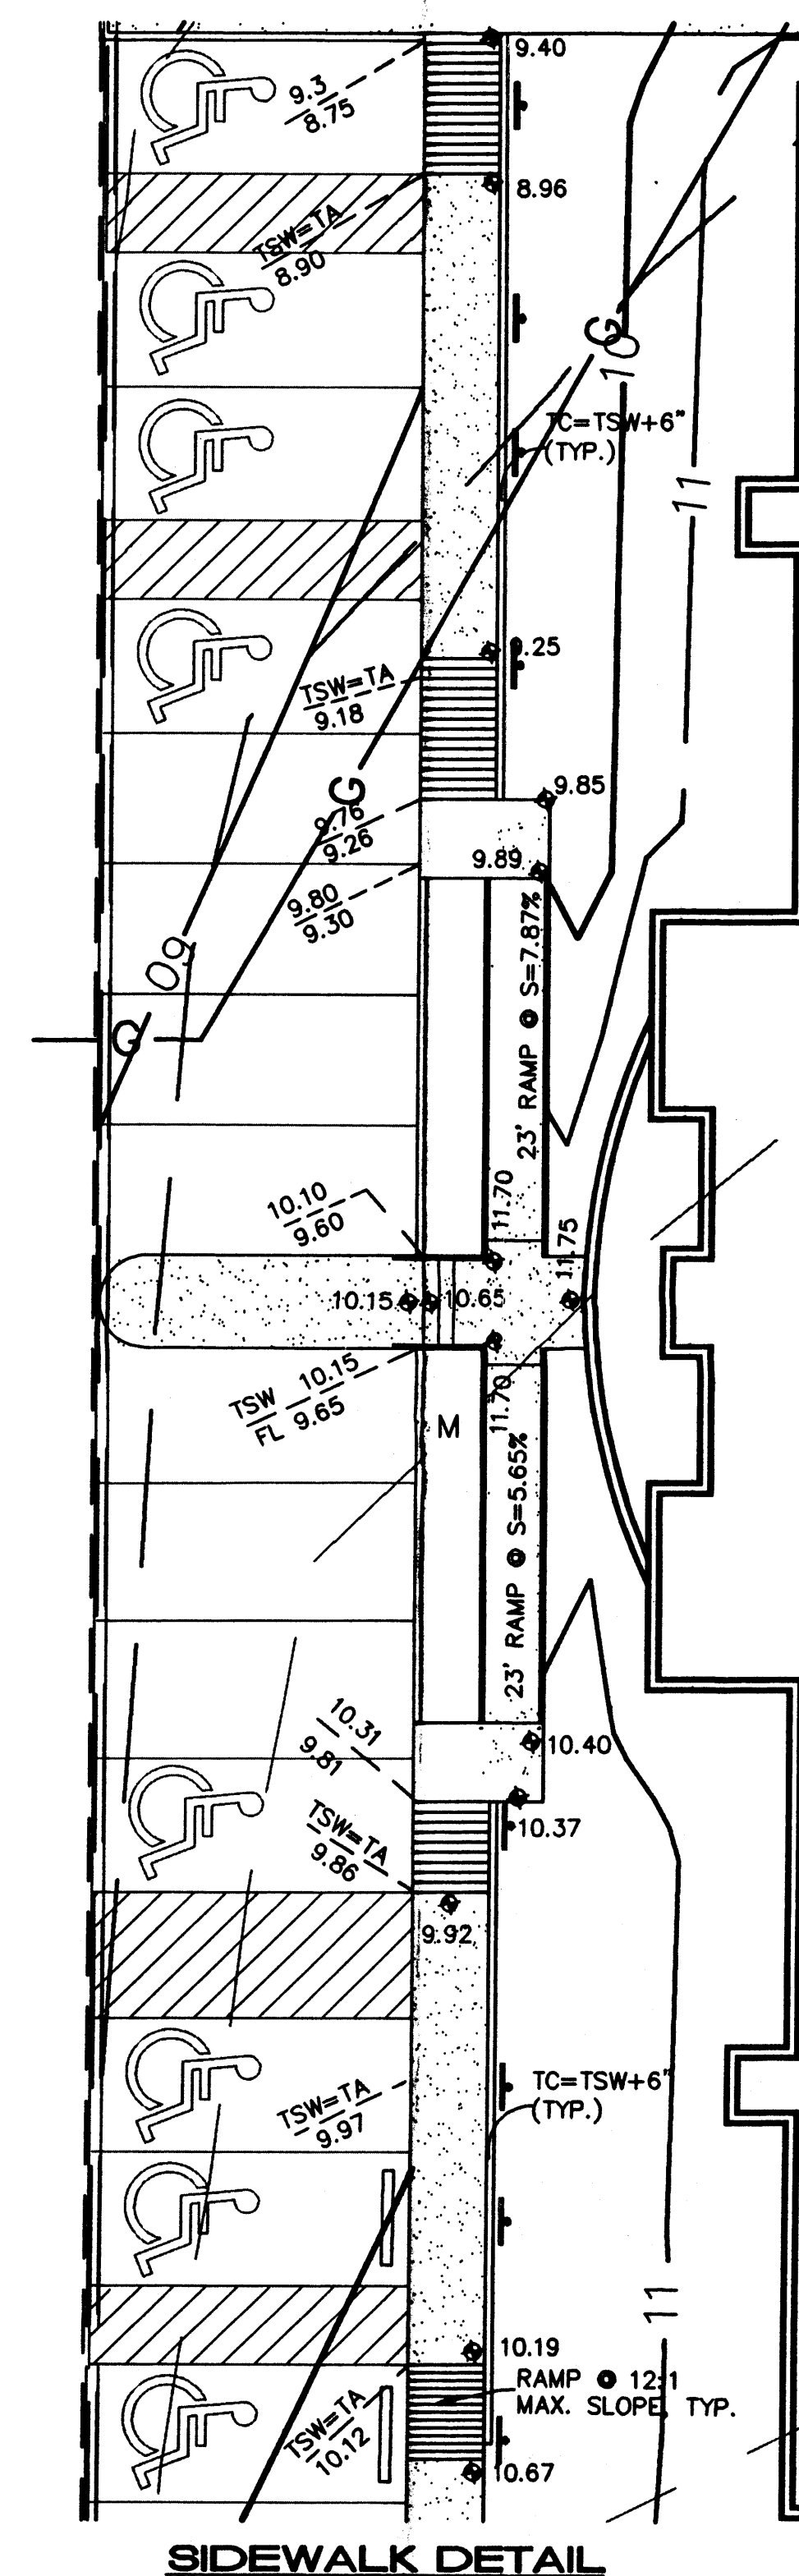 9.40
9.3
8.75
8.96
TSW=TA
8.90
G
10
TC=TSW+6"
(TYP.)
11
9.25
TSW=TA
9.18
9.85
G
9.76
9.26
9.89
9.80
9.30
09
23' RAMP @ S=7.87%
G
10.10
9.60
11.70
11.75
10.15
10.65
TSW 10.15
FL 9.65
11.70
M
23' RAMP @ S=5.65%
10.31
9.81
10.40
TSW=TA
9.86
10.37
9.92
TSW=TA
9.97
TC=TSW+6"
(TYP.)
11
10.19
RAMP @ 12:1
MAX. SLOPE, TYP.
TSW=TA
10.12
10.67
SIDEWALK DETAIL